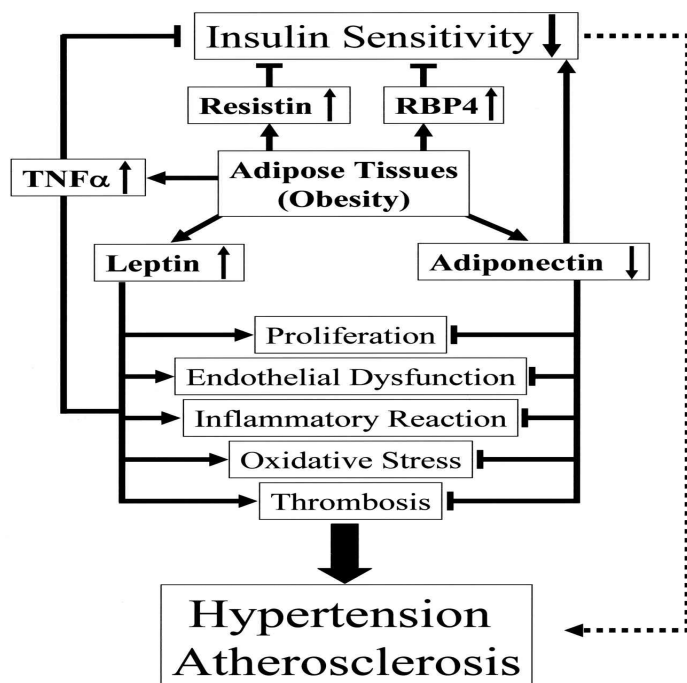 Insulin Sensitivity
Resistin
RBP4
TNFα
Adipose Tissues
(Obesity)
Leptin
Adiponectin
Proliferation
Endothelial Dysfunction
Inflammatory Reaction
Oxidative Stress
Thrombosis
Hypertension
Atherosclerosis